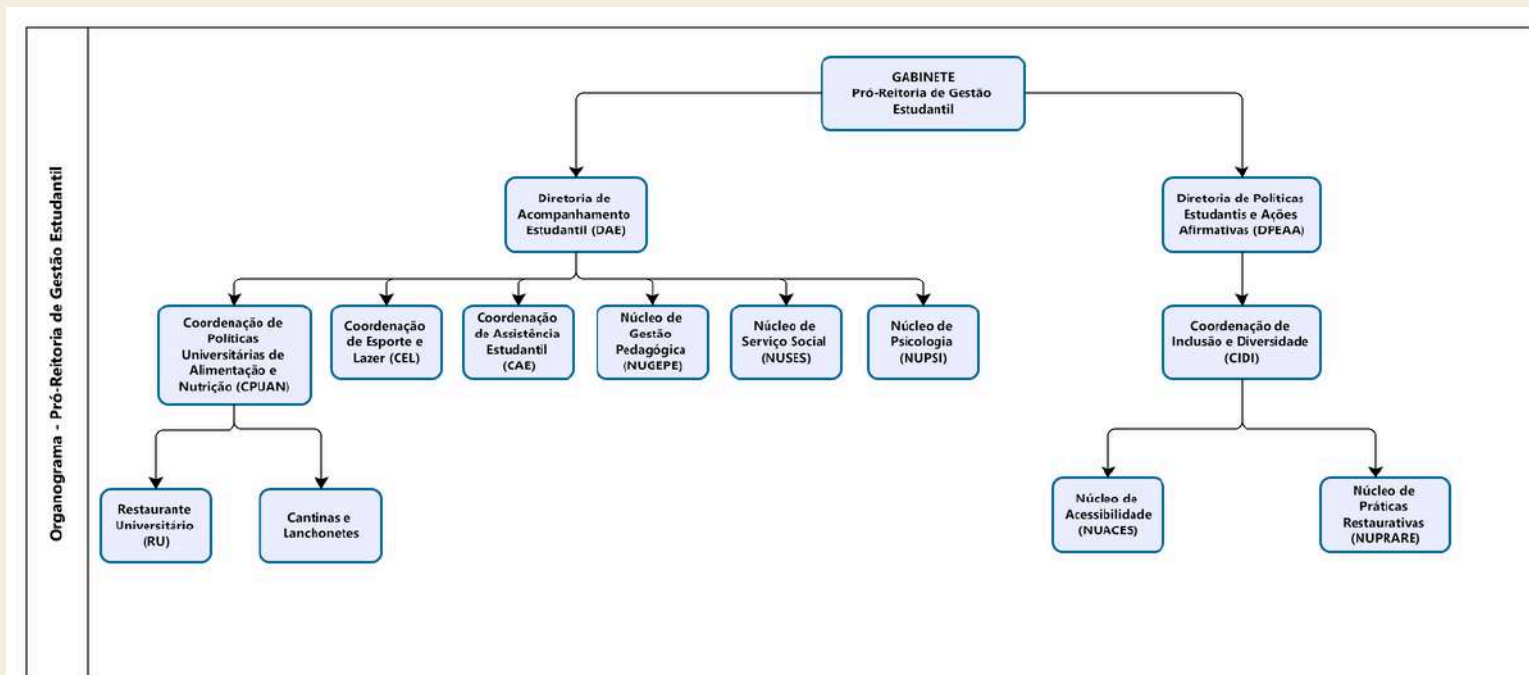 Organograma - Pró-Reitoria de Gestão Estudantil
GABINETE
Pró-Reitoria de Gestão
Estudantil
Diretoria de
Acompanhamento
Estudantil (DAE)
Diretoria de Políticas
Estudantis e Ações
Afirmativas (DPEAA)
Coordenação de
Políticas
Universitárias de
Alimentação e
Nutrição (CPUAN)
Coordenação
de Esporte e
Lazer (CEL)
Coordenação
de Assistência
Estudantil
(CAE)
Núcleo de
Gestão
Pedagógica
(NUGEPE)
Núcleo de
Serviço Social
(NUSES)
Núcleo de
Psicologia
(NUPSI)
Coordenação de
Inclusão e Diversidade
(CIDI)
Restaurante
Universitário
(RU)
Cantinas e
Lanchonetes
Núcleo de
Acessibilidade
(NUACES)
Núcleo de
Práticas
Restaurativas
(NUPRARE)